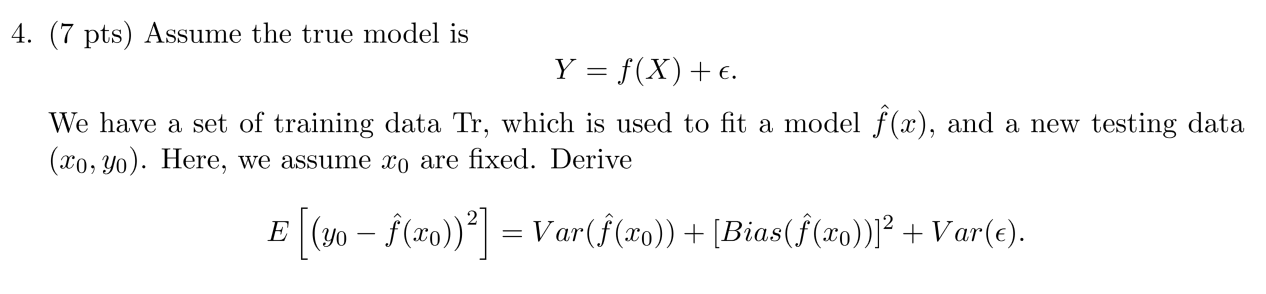 4. (7 pts) Assume the true model is
Y = f(X) + ϵ.
We have a set of training data Tr, which is used to fit a model f̂(x), and a new testing data
(x₀, y₀). Here, we assume x₀ are fixed. Derive
E [(y₀ − f̂(x₀))²] = Var(f̂(x₀)) + [Bias(f̂(x₀))]² + Var(ϵ).